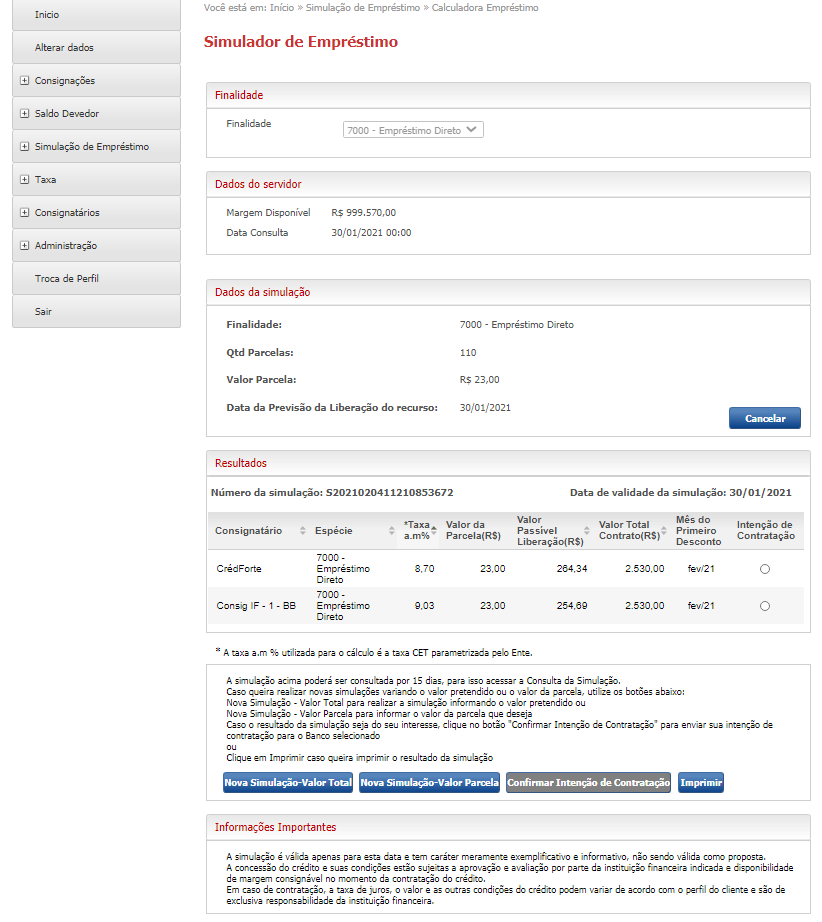 Inicio
Alterar dados
Consignações
Saldo Devedor
Simulação de Empréstimo
Taxa
Consignatários
Administração
Troca de Perfil
Sair
Você está em: Início » Simulação de Empréstimo » Calculadora Empréstimo
Simulador de Empréstimo
Finalidade
Finalidade 7000 - Empréstimo Direto
Dados do servidor
Margem Disponível R$ 999.570,00
Data Consulta 30/01/2021 00:00
Dados da simulação
Finalidade: 7000 - Empréstimo Direto
Qtd Parcelas: 110
Valor Parcela: R$ 23,00
Data da Previsão da Liberação do recurso: 30/01/2021
Cancelar
Resultados
Número da simulação: S2021020411210853672 Data de validade da simulação: 30/01/2021
Consignatário
Espécie
*Taxa
a.m%
Valor da
Parcela(R$)
Valor
Passível
Liberação(R$)
Valor Total
Contrato(R$)
Mês do
Primeiro
Desconto
Intenção de
Contratação
CrédForte
7000 -
Empréstimo
Direto
8,70 23,00 264,34 2.530,00 fev/21
Consig IF - 1 - BB
7000 -
Empréstimo
Direto
9,03 23,00 254,69 2.530,00 fev/21
* A taxa a.m % utilizada para o cálculo é a taxa CET parametrizada pelo Ente.
A simulação acima poderá ser consultada por 15 dias, para isso acessar a Consulta da Simulação.
Caso queira realizar novas simulações variando o valor pretendido ou o valor da parcela, utilize os botões abaixo:
Nova Simulação - Valor Total para realizar a simulação informando o valor pretendido ou
Nova Simulação - Valor Parcela para informar o valor da parcela que deseja
Caso o resultado da simulação seja do seu interesse, clique no botão "Confirmar Intenção de Contratação" para enviar sua intenção de
contratação para o Banco selecionado
ou
Clique em Imprimir caso queira imprimir o resultado da simulação
Nova Simulação-Valor Total Nova Simulação-Valor Parcela Confirmar Intenção de Contratação Imprimir
Informações Importantes
A simulação é válida apenas para esta data e tem caráter meramente exemplificativo e informativo, não sendo válida como proposta.
A concessão do crédito e suas condições estão sujeitas a aprovação e avaliação por parte da instituição financeira indicada e disponibilidade
de margem consignável no momento da contratação do crédito.
Em caso de contratação, a taxa de juros, o valor e as outras condições do crédito podem variar de acordo com o perfil do cliente e são de
exclusiva responsabilidade da instituição financeira.